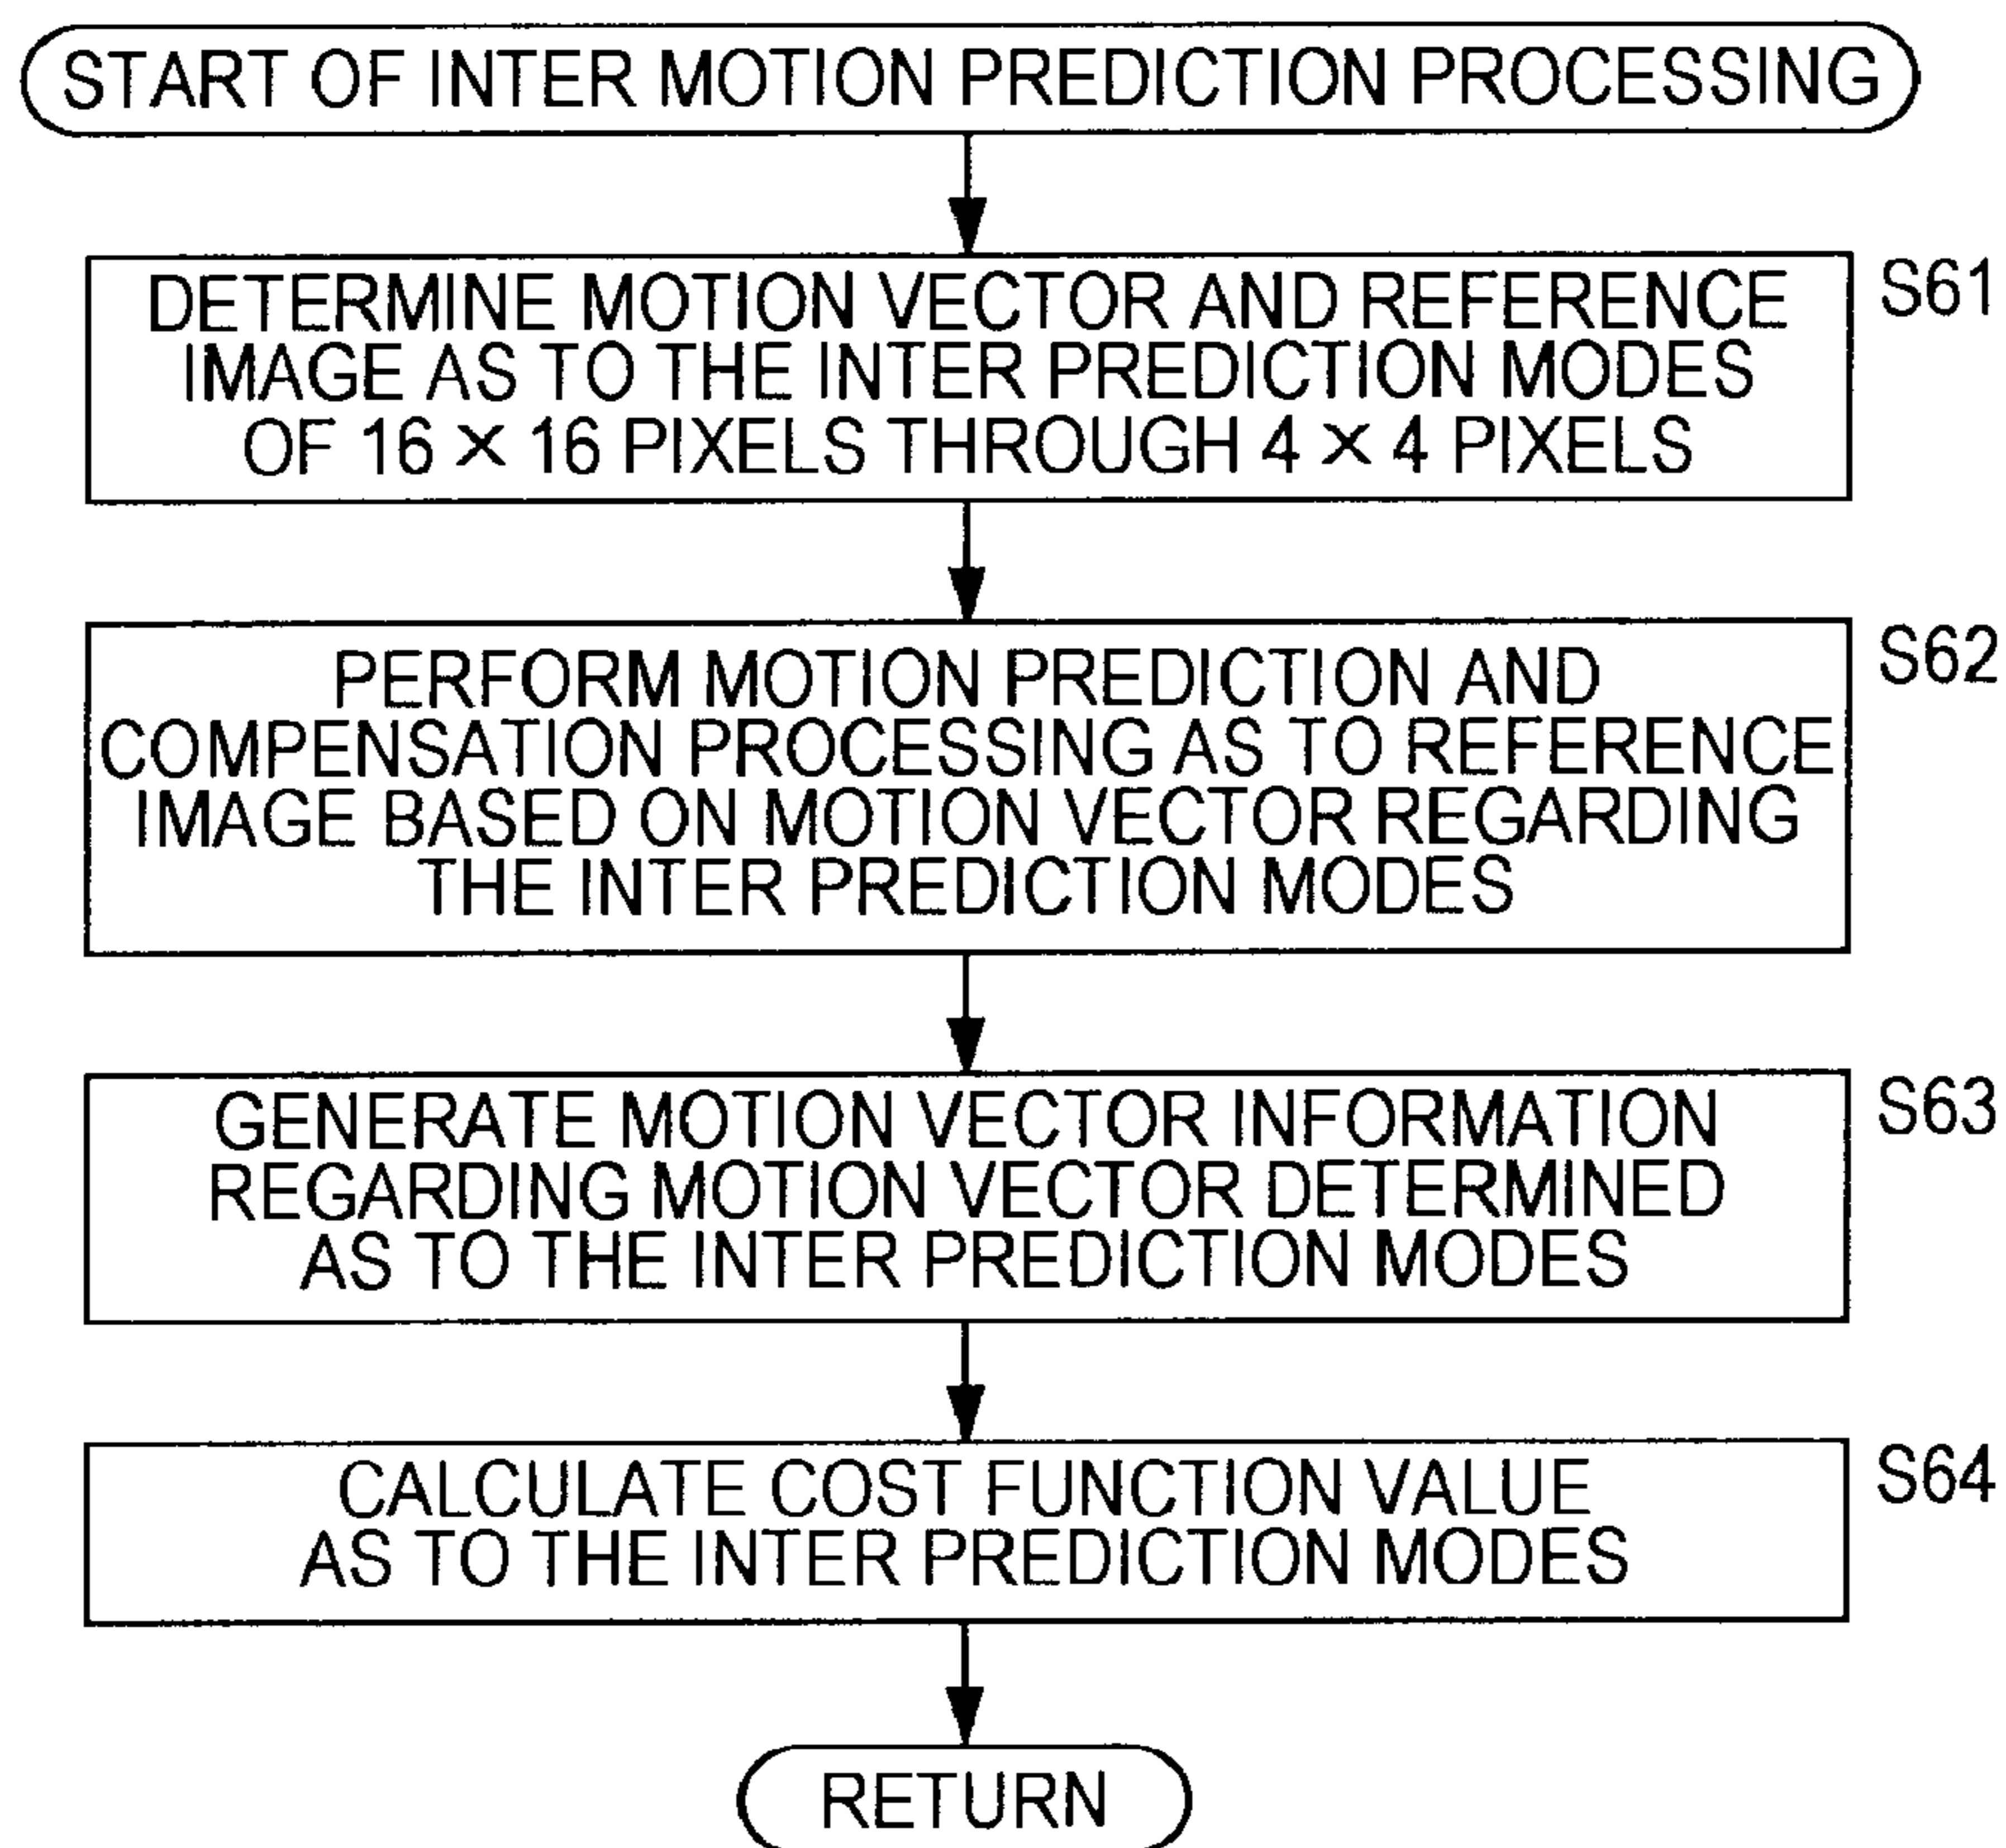 START OF INTER MOTION PREDICTION PROCESSING
DETERMINE MOTION VECTOR AND REFERENCE
IMAGE AS TO THE INTER PREDICTION MODES
OF 16 × 16 PIXELS THROUGH 4 × 4 PIXELS
S61
PERFORM MOTION PREDICTION AND
COMPENSATION PROCESSING AS TO REFERENCE
IMAGE BASED ON MOTION VECTOR REGARDING
THE INTER PREDICTION MODES
S62
GENERATE MOTION VECTOR INFORMATION
REGARDING MOTION VECTOR DETERMINED
AS TO THE INTER PREDICTION MODES
S63
CALCULATE COST FUNCTION VALUE
AS TO THE INTER PREDICTION MODES
S64
RETURN